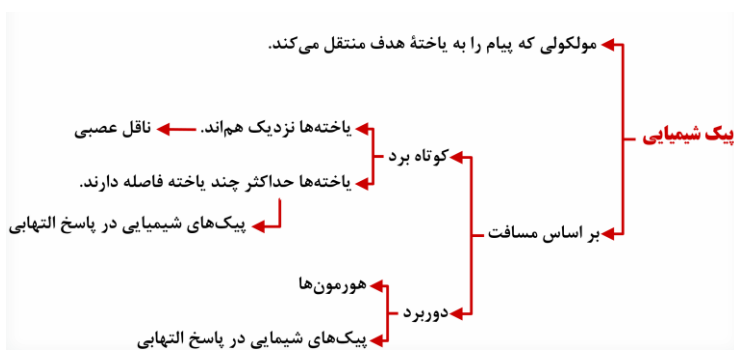 مولکولی که پیام را به یاختهٔ هدف منتقل می‌کند.
پیک شیمیایی
یاخته‌ها نزدیک هم‌اند.
ناقل عصبی
کوتاه برد
یاخته‌ها حداکثر چند یاخته فاصله دارند.
پیک‌های شیمیایی در پاسخ التهابی
بر اساس مسافت
هورمون‌ها
دوربرد
پیک‌های شیمایی در پاسخ التهابی